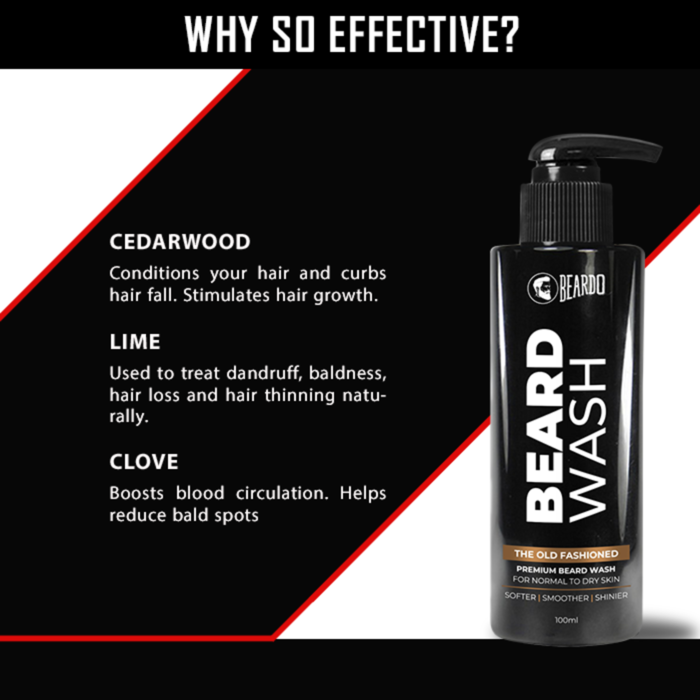 WHY SO EFFECTIVE?
CEDARWOOD
Conditions your hair and curbs
hair fall. Stimulates hair growth.
LIME
Used to treat dandruff, baldness,
hair loss and hair thinning natu-
rally.
CLOVE
Boosts blood circulation. Helps
reduce bald spots
BEARDO
BEARD
WASH
THE OLD FASHIONED
PREMIUM BEARD WASH
FOR NORMAL TO DRY SKIN
SOFTER | SMOOTHER | SHINIER
100ml